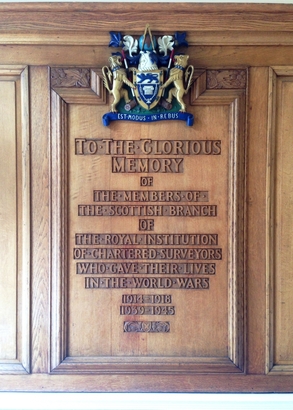 EST·MODUS·IN·REBUS
TO·THE·GLORIOUS
MEMORY
OF
THE·MEMBERS·OF
THE·SCOTTISH·BRANCH
OF
THE·ROYAL·INSTITUTION
OF·CHARTERED·SURVEYORS
WHO·GAVE·THEIR·LIVES
IN·THE·WORLD·WARS
1914-1918
1939-1945